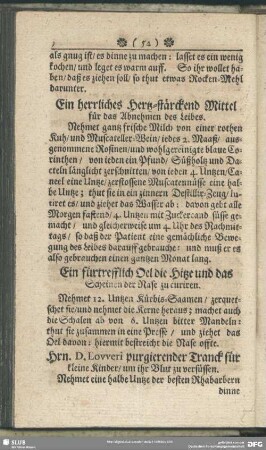 (52)
als gnug ist/ es dinne zu machen: lasset es ein wenig
kochen/ und leget es warm auff. So ihr wollet ha-
ben/ daß es ziehen soll/ so thut etwas Rocken-Mehl
darunter.
Ein herrliches Hertz-stärckend Mittel
für das Abnehmen des Leibes.
Nehmet gantz frische Milch von einer rothen
Kuh/ und Muscateller-Wein/ jedes 2. Maaß/ aus-
genommene Rosinen/ und wohlgereinigte blaue Co-
rinthen/ von jeden ein Pfund/ Süßholtz und Da-
cteln länglicht zerschnitten/ von jeden 4. Untzen/ Ca-
neel eine Untz/ zerstossene Muscatennüsse eine hal-
be Untz; thut sie in ein zinnern Destillir-Zeug/ lu-
tiret es/ und ziehet das Wasser ab: davon gebt alle
Morgen fastend/ 4. Untzen mit Zuckercand süsse ge-
macht/ und gleicherweise um 4. Uhr des Nachmit-
tags/ so daß der Patient eine gemächliche Bewe-
gung des Leibes darauff gebrauche: und muß er es
also gebrauchen einen gantzen Monat lang.
Ein fürtrefflich Oel die Hitze und das
Scheinen der Nase zu curiren.
Nehmet 12. Untzen Kürbis-Saamen/ zerquet-
schet sie/ und nehmet die Kerne heraus; machet auch
die Schalen ab von 6. Untzen bitter Mandeln:
thut sie zusammen in eine Presse/ und ziehet das
Oel davon: hiermit bestreicht die Nase offte.
Hrn. D. Lovveri purgierender Tranck für
kleine Kinder/ um ihr Blut zu versüssen.
Nehmet eine halbe Untze der besten Rhabarbern
dinne